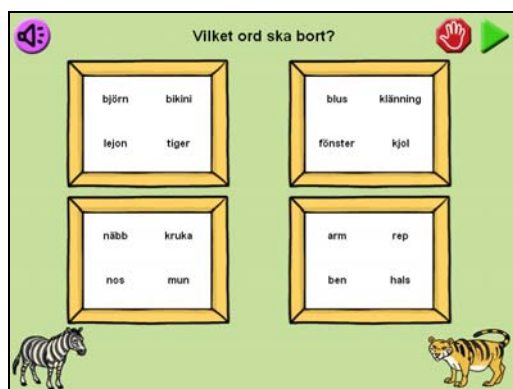 Vilket ord ska bort?
björn bikini
lejon tiger
blus klänning
fönster kjol
näbb kruka
nos mun
arm rep
ben hals